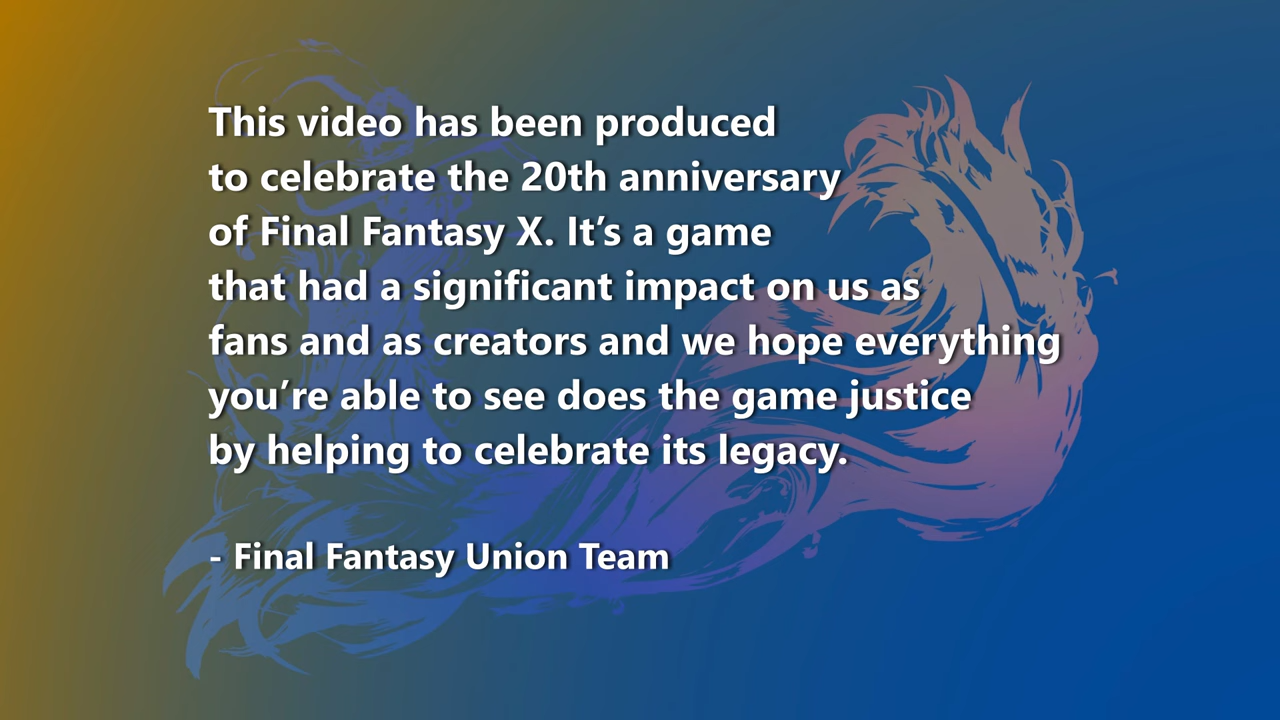 This video has been produced
to celebrate the 20th anniversary
of Final Fantasy X. It’s a game
that had a significant impact on us as
fans and as creators and we hope everything
you’re able to see does the game justice
by helping to celebrate its legacy.
- Final Fantasy Union Team